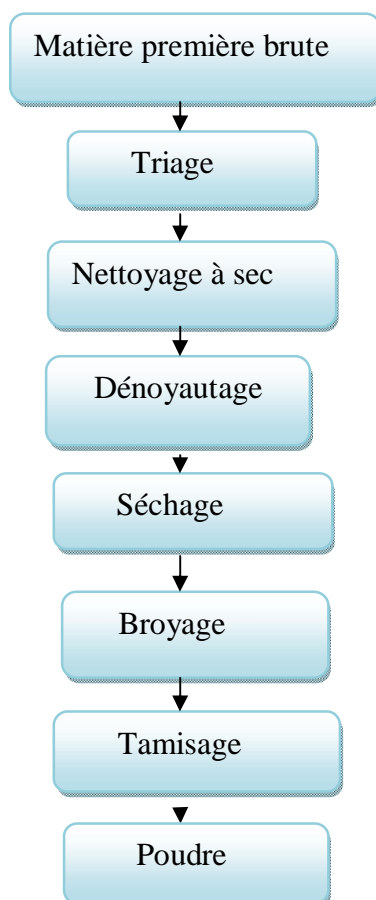 Matière première brute
Triage
Nettoyage à sec
Dénoyautage
Séchage
Broyage
Tamisage
Poudre